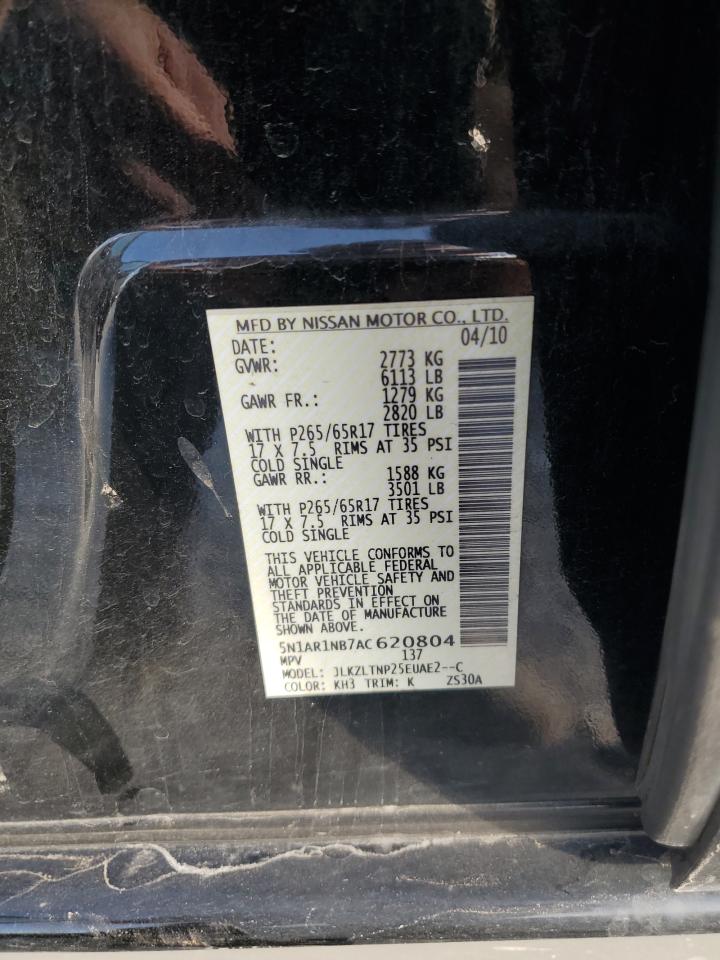 MFD BY NISSAN MOTOR CO., LTD.
DATE: 04/10
GVWR: 2773 KG
6113 LB
GAWR FR.: 1279 KG
2820 LB
WITH P265/65R17 TIRES
17 X 7.5 RIMS AT 35 PSI
COLD SINGLE
GAWR RR.: 1588 KG
3501 LB
WITH P265/65R17 TIRES
17 X 7.5 RIMS AT 35 PSI
COLD SINGLE
THIS VEHICLE CONFORMS TO
ALL APPLICABLE FEDERAL
MOTOR VEHICLE SAFETY AND
THEFT PREVENTION
STANDARDS IN EFFECT ON
THE DATE OF MANUFACTURE
SHOWN ABOVE.
5N1AR1NB7AC620804
MPV 137
MODEL: JLKZLTNP25EUAE2--C
COLOR: KH3 TRIM: K ZS30A